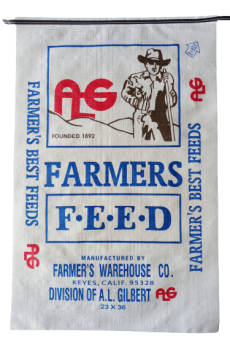 ALG
FOUNDED 1892
FARMERS
F·E·E·D
MANUFACTURED BY
FARMER'S WAREHOUSE CO.
KEYES, CALIF. 95328
DIVISION OF A.L. GILBERT ALG
23 X 36
FARMER'S BEST FEEDS
ALG
ALG
FARMER'S BEST FEEDS